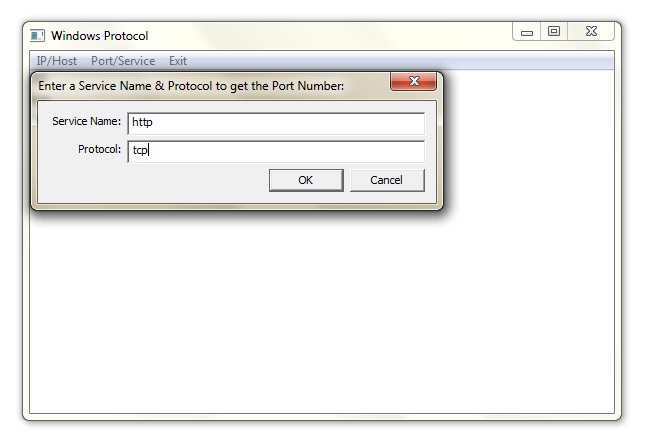 Windows Protocol
IP/Host Port/Service Exit
Enter a Service Name & Protocol to get the Port Number:
Service Name: http
Protocol: tcp
OK Cancel